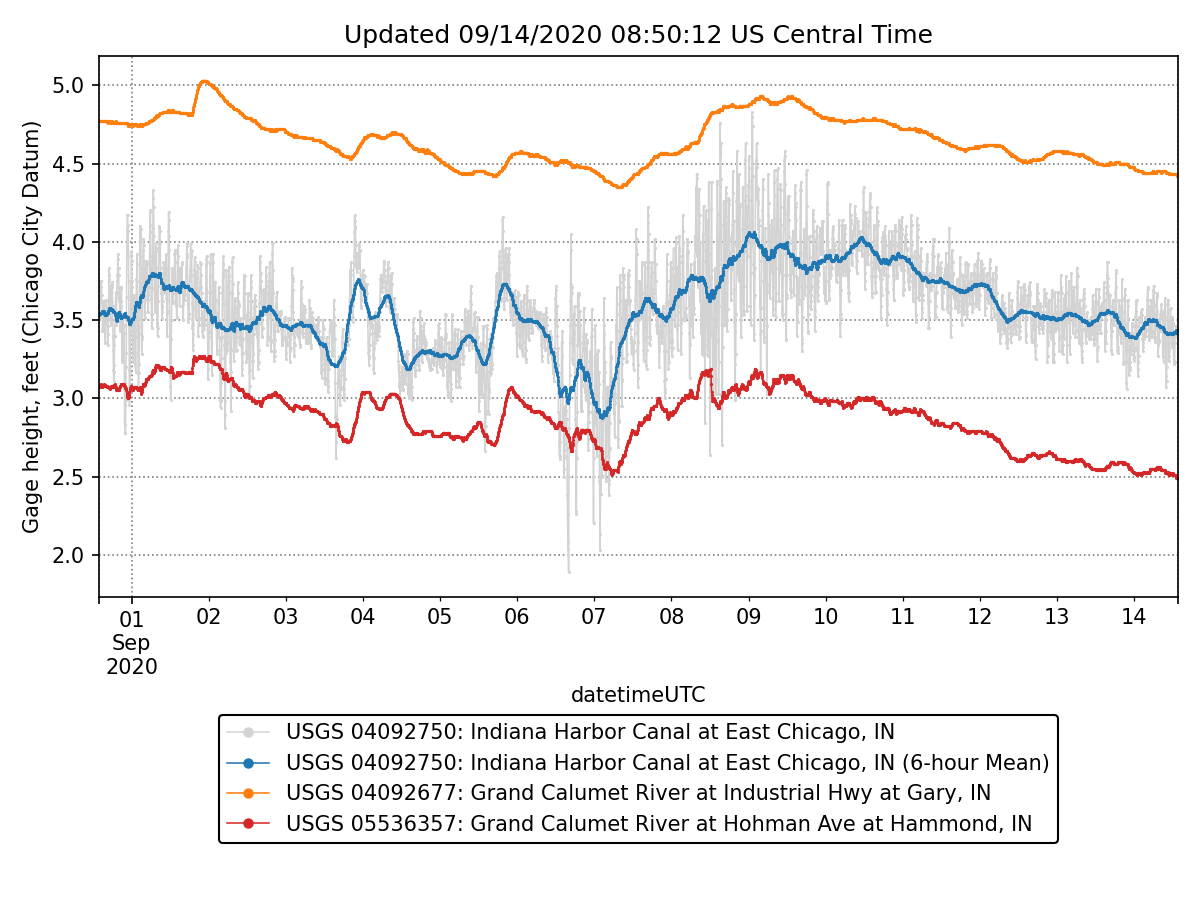 Updated 09/14/2020 08:50:12 US Central Time
Gage height, feet (Chicago City Datum)
5.0
4.5
4.0
3.5
3.0
2.5
2.0
01 02 03 04 05 06 07 08 09 10 11 12 13 14
Sep
2020
datetimeUTC
USGS 04092750: Indiana Harbor Canal at East Chicago, IN
USGS 04092750: Indiana Harbor Canal at East Chicago, IN (6-hour Mean)
USGS 04092677: Grand Calumet River at Industrial Hwy at Gary, IN
USGS 05536357: Grand Calumet River at Hohman Ave at Hammond, IN